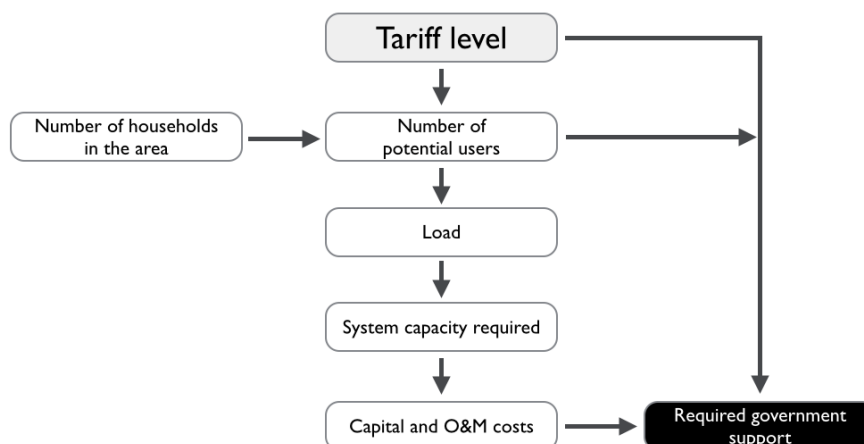 Tariff level
Number of households
in the area
Number of
potential users
Load
System capacity required
Capital and O&M costs
Required government
support